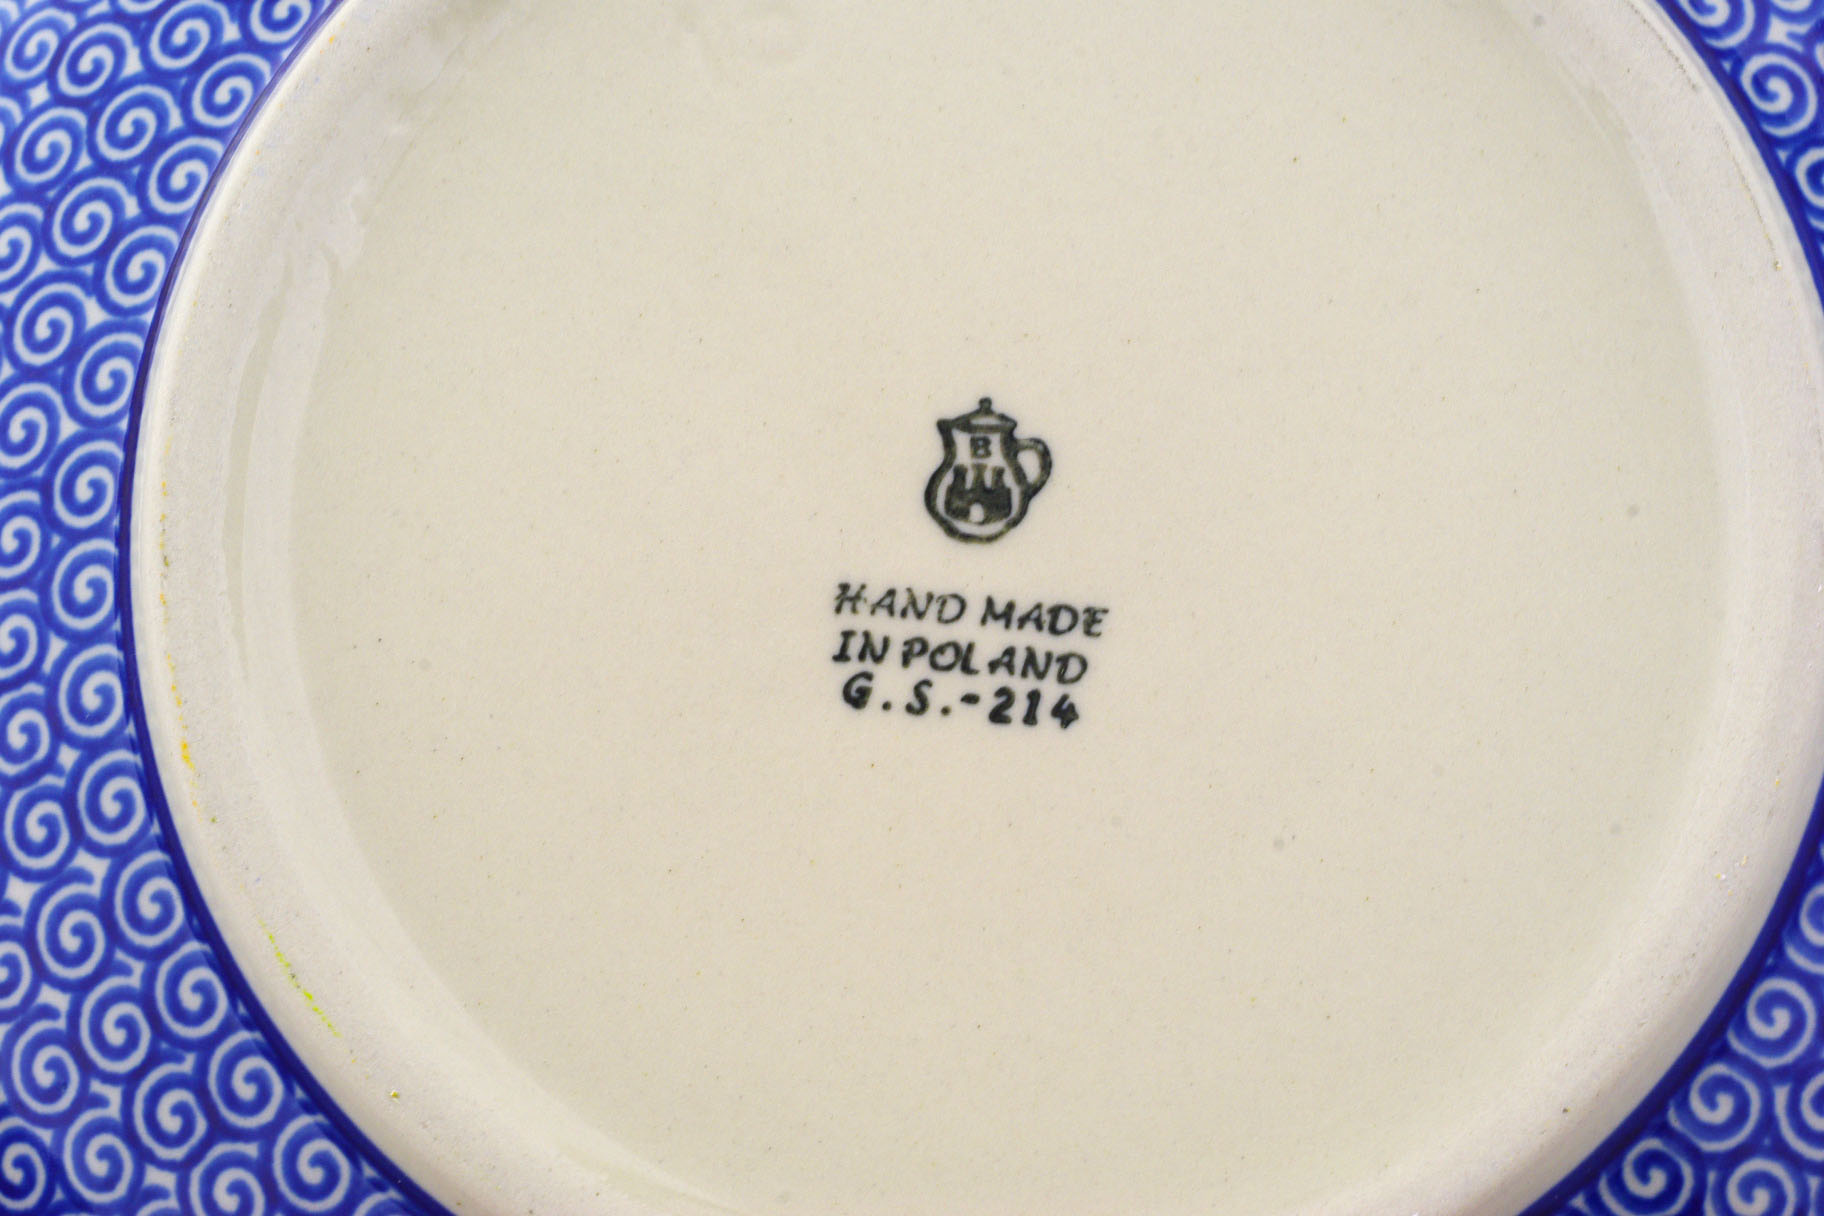 B
HAND MADE
IN POLAND
G.S.-214